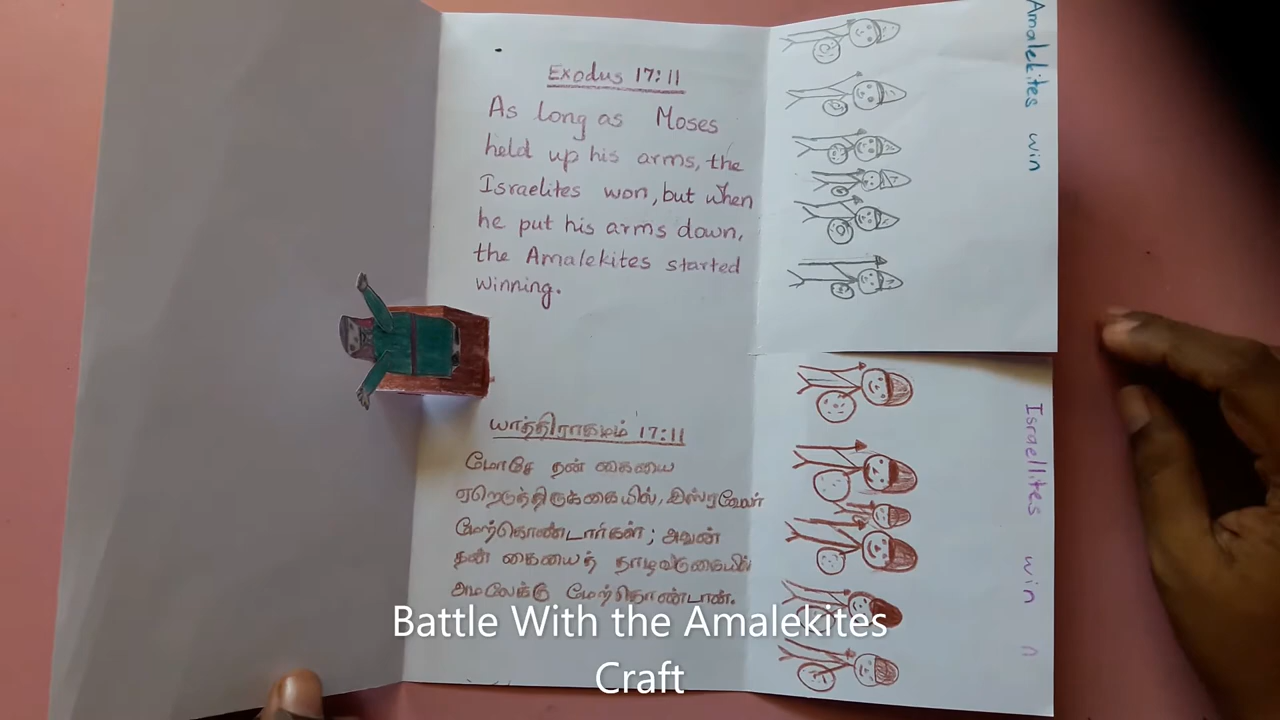 Exodus 17:11
As long as Moses
held up his arms, the
Israelites won, but when
he put his arms down,
the Amalekites started
winning.
யாத்திராகமம் 17:11
மோசே தன் கையை
ஏறெடுத்திருக்கையில், இஸ்ரவேலர்
மேற்கொண்டார்கள்; அவன்
தன் கையைத் தாழவிடுகையில்
அமலேக்கு மேற்கொண்டான்.
Amalekites win
Israellites win
Battle With the Amalekites
Craft